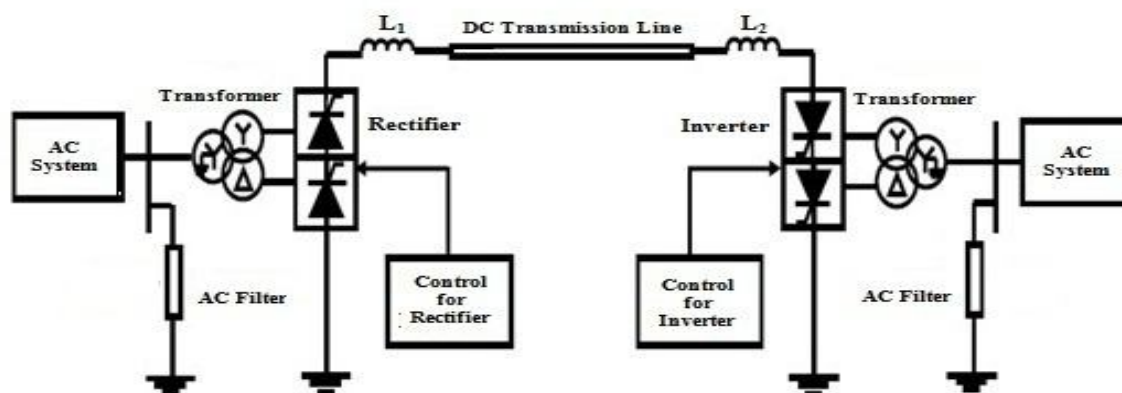 L1
DC Transmission Line
L2
Transformer
Rectifier
Inverter
Transformer
AC
System
Y
Y
Δ
Y
Y
Δ
AC
System
AC Filter
Control
for
Rectifier
Control
for
Inverter
AC Filter